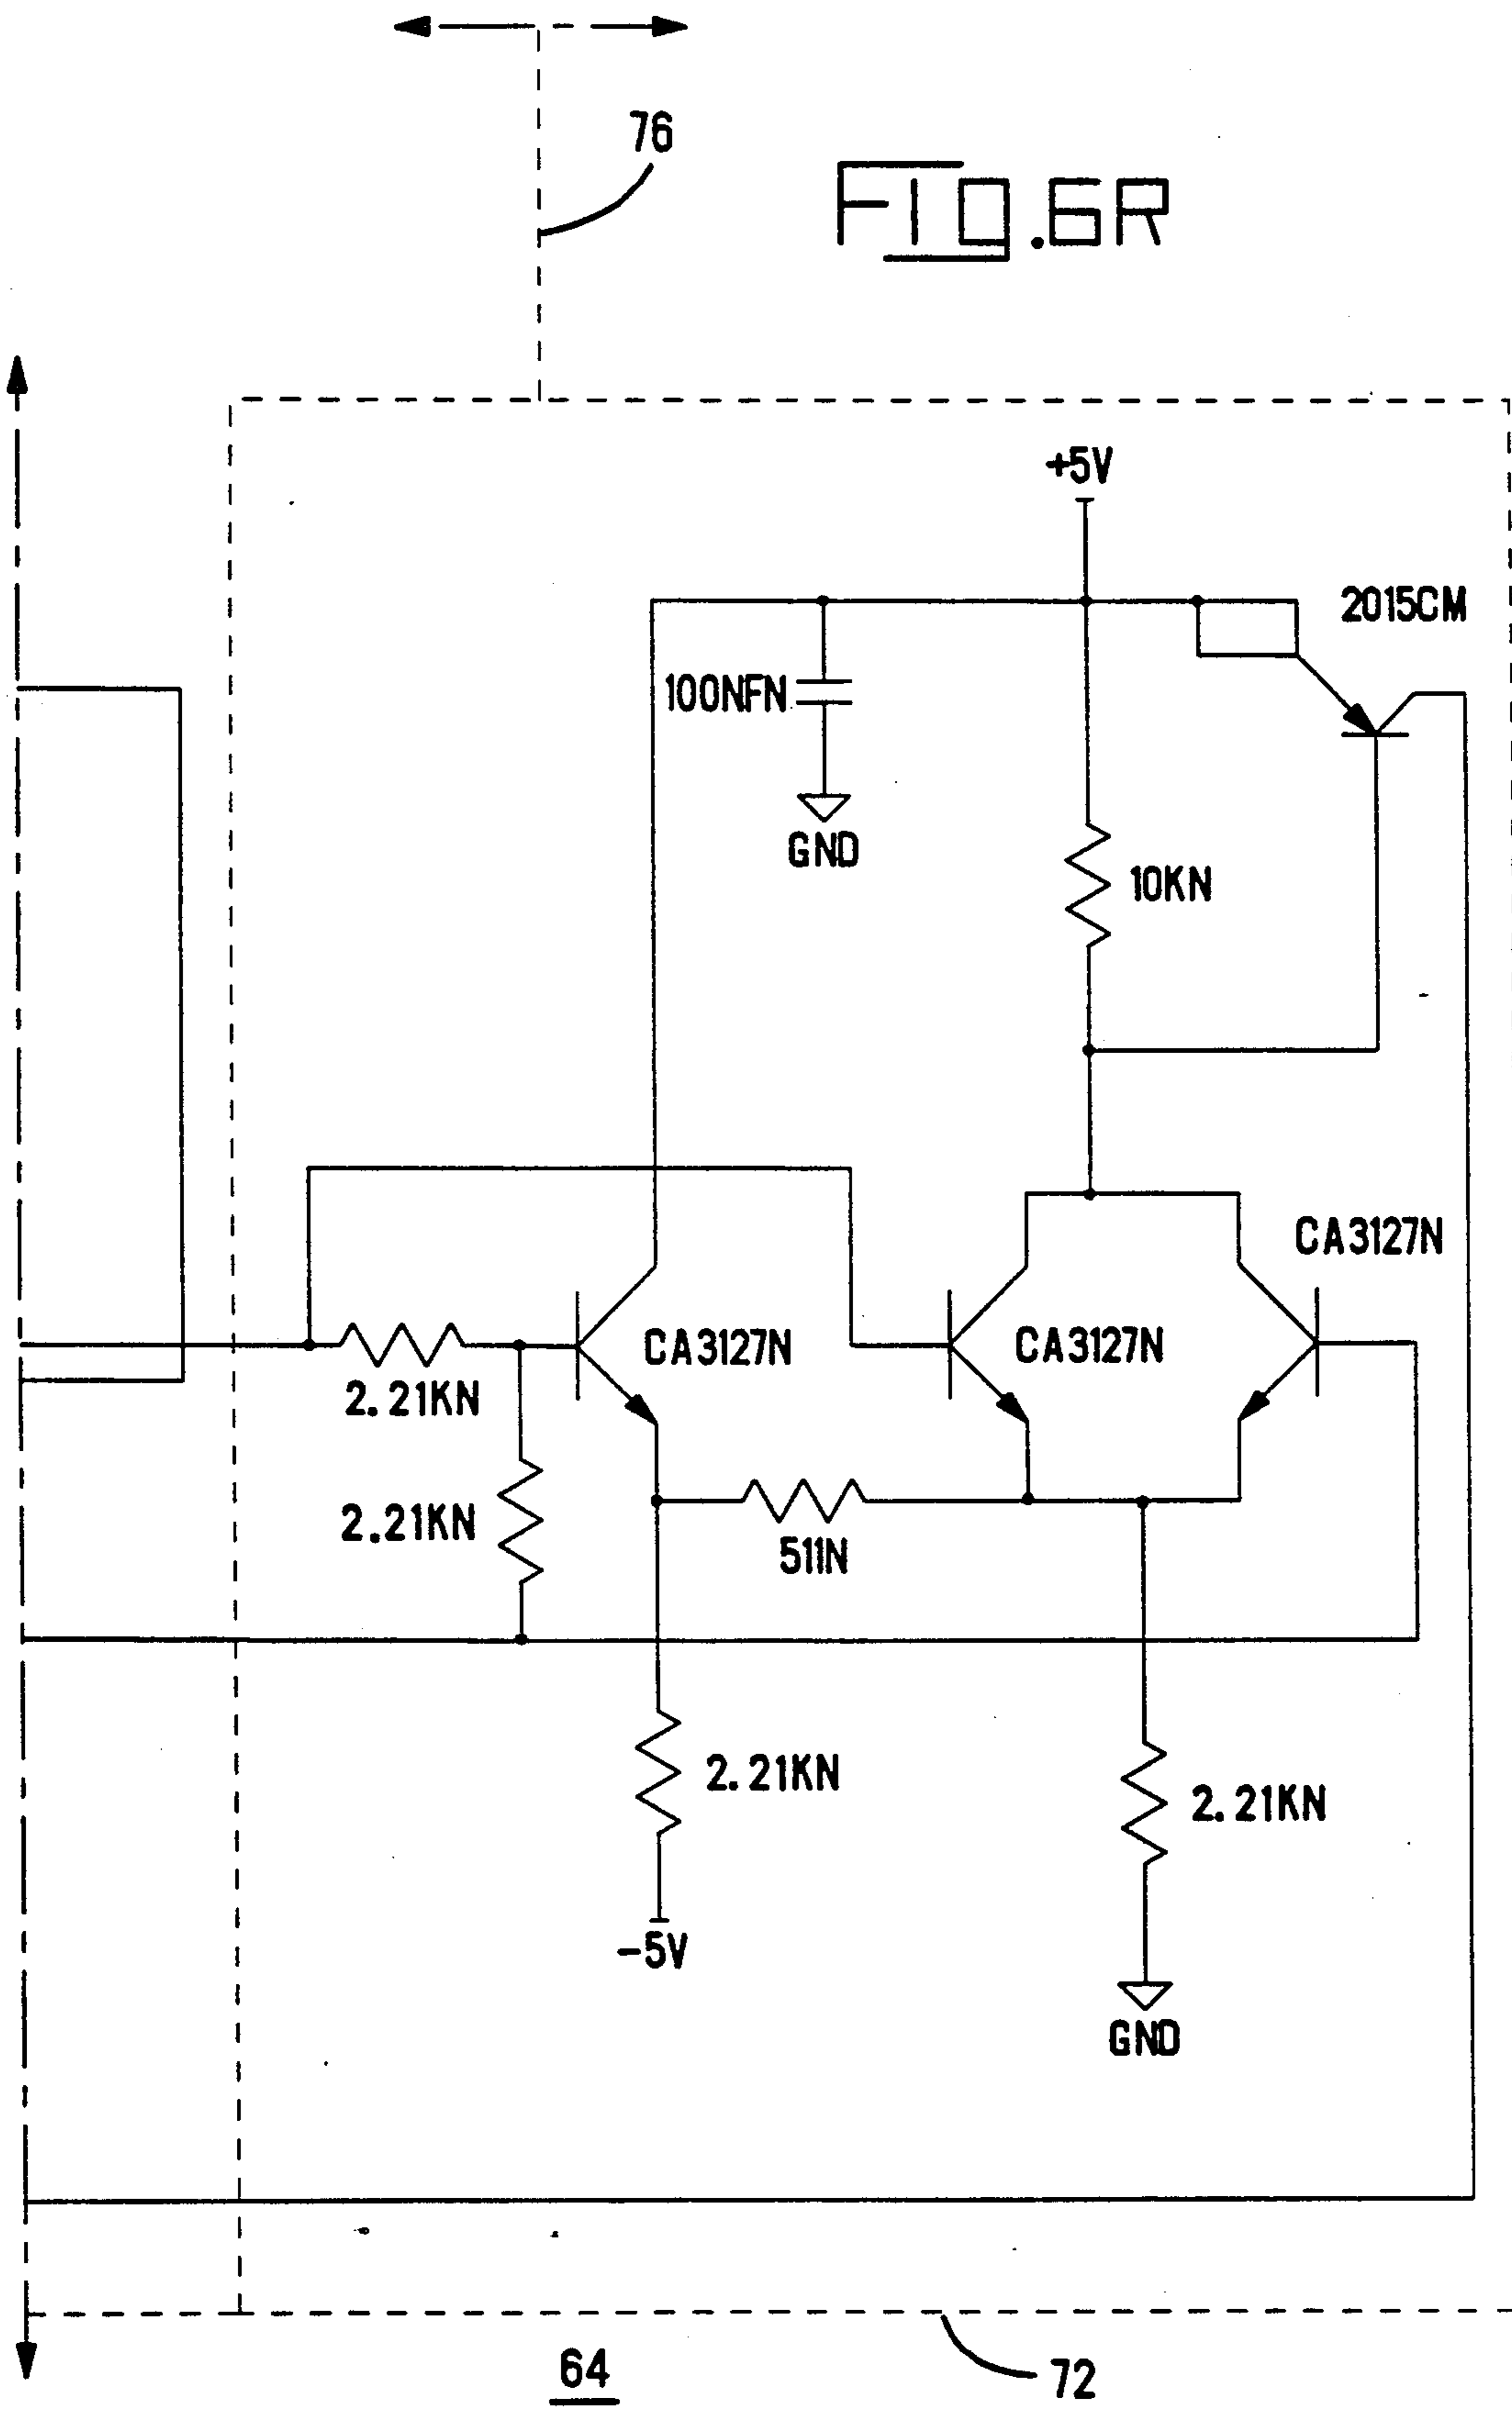 76
Fig.6R
+5V
2015CM
100NFN
GND
10KN
CA3127N
CA3127N
CA3127N
2.21KN
2.21KN
511N
2.21KN
2.21KN
-5V
GND
64
72